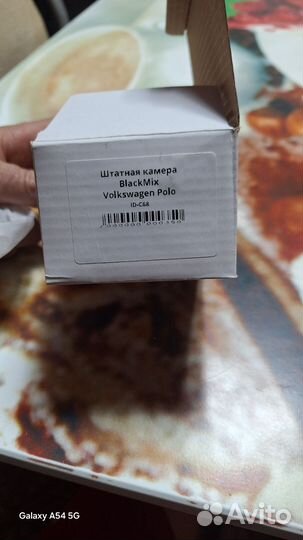 Штатная камера
BlackMix
Volkswagen Polo
ID-C68
Galaxy A54 5G
Avito